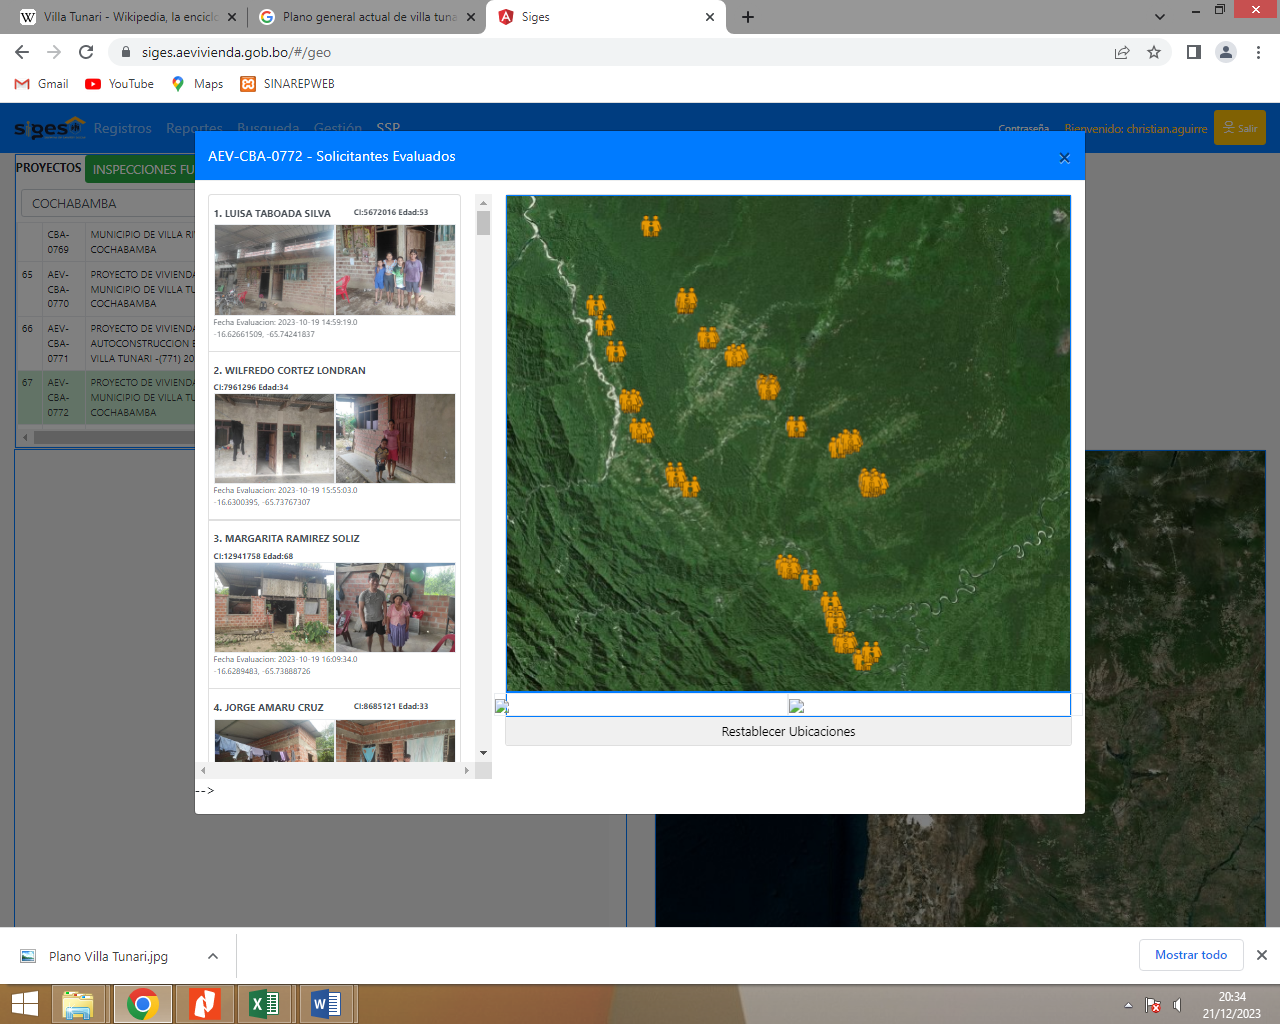 Villa Tunari - Wikipedia, la encicl
Plano general actual de villa tuna
Siges
siges.aevivienda.gob.bo/#/geo
Gmail
YouTube
Maps
SINAREPWEB
siges
Registros
Reportes
Busqueda
Gestión
SSP
Contraseña
Bienvenido: christian.aguirre
Salir
PROYECTOS
INSPECCIONES FU
COCHABAMBA
CBA-
0769
MUNICIPIO DE VILLA RI
COCHABAMBA
65
AEV-
CBA-
0770
PROYECTO DE VIVIENDA
MUNICIPIO DE VILLA TU
COCHABAMBA
66
AEV-
CBA-
0771
PROYECTO DE VIVIENDA
AUTOCONSTRUCCION E
VILLA TUNARI -(771) 20
67
AEV-
CBA-
0772
PROYECTO DE VIVIENDA
MUNICIPIO DE VILLA TU
COCHABAMBA
AEV-CBA-0772 - Solicitantes Evaluados
1. LUISA TABOADA SILVA
CI:5672016 Edad:53
Fecha Evaluacion: 2023-10-19 14:59:19.0
-16.62661509, -65.74241837
2. WILFREDO CORTEZ LONDRAN
CI:7961296 Edad:34
Fecha Evaluacion: 2023-10-19 15:55:03.0
-16.6300395, -65.73767307
3. MARGARITA RAMIREZ SOLIZ
CI:12941758 Edad:68
Fecha Evaluacion: 2023-10-19 16:09:34.0
-16.6289483, -65.73888726
4. JORGE AMARU CRUZ
CI:8685121 Edad:33
Restablecer Ubicaciones
-->
Plano Villa Tunari.jpg
Mostrar todo
20:34
21/12/2023